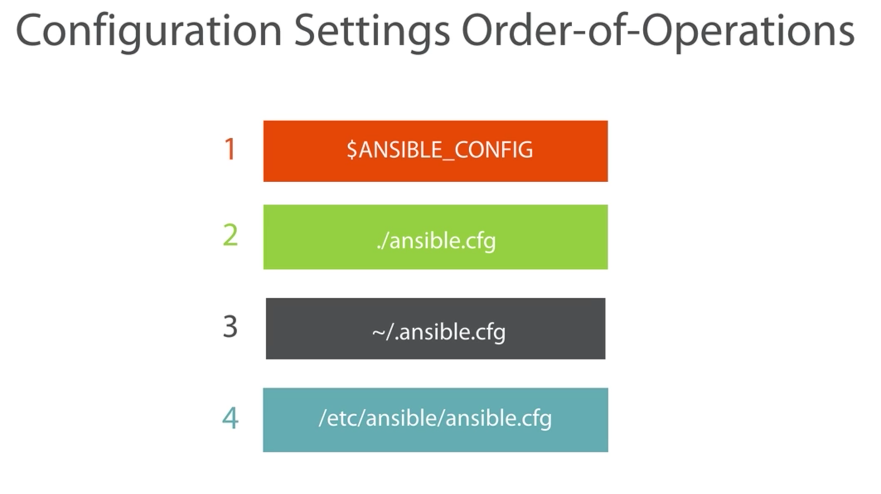 Configuration Settings Order-of-Operations
1 $ANSIBLE_CONFIG
2 ./ansible.cfg
3 ~/.ansible.cfg
4 /etc/ansible/ansible.cfg